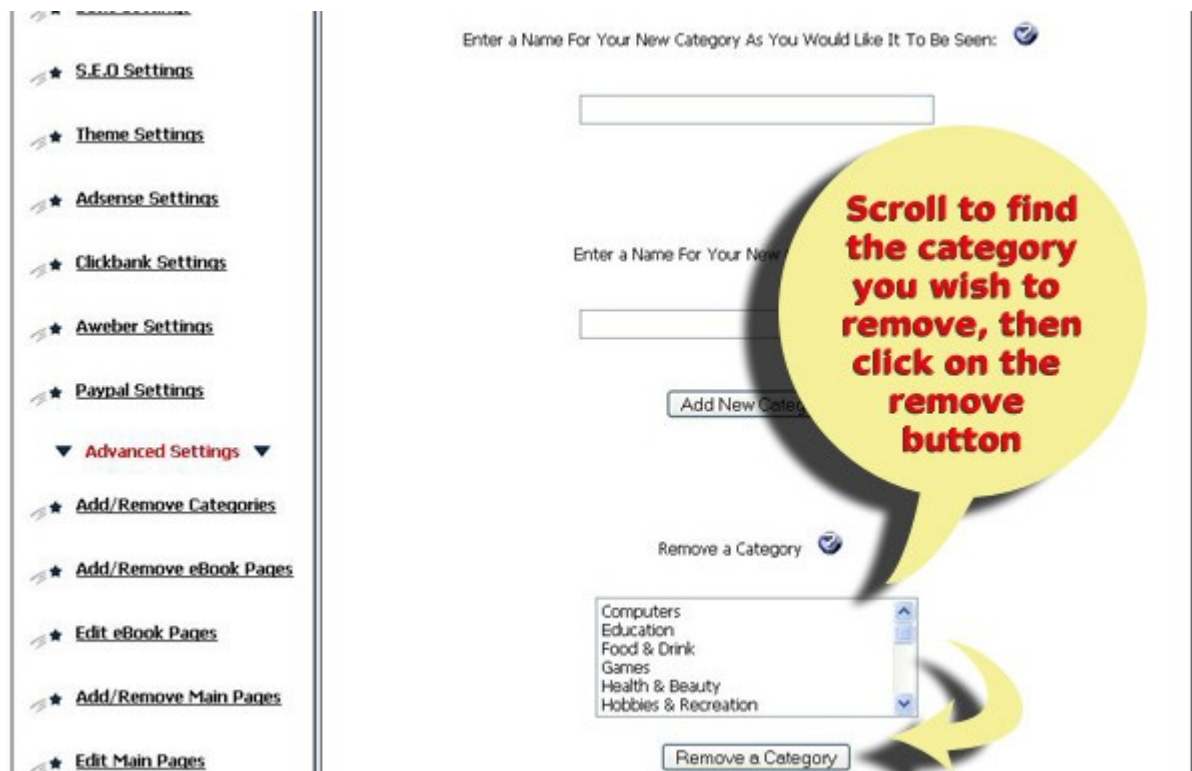 S.E.O Settings
Theme Settings
Adsense Settings
Clickbank Settings
Aweber Settings
Paypal Settings
Advanced Settings
Add/Remove Categories
Add/Remove eBook Pages
Edit eBook Pages
Add/Remove Main Pages
Edit Main Pages
Enter a Name For Your New Category As You Would Like It To Be Seen:
Enter a Name For Your New
Add New
Scroll to find
the category
you wish to
remove, then
click on the
remove
button
Remove a Category
Computers
Education
Food & Drink
Games
Health & Beauty
Hobbies & Recreation
Remove a Category